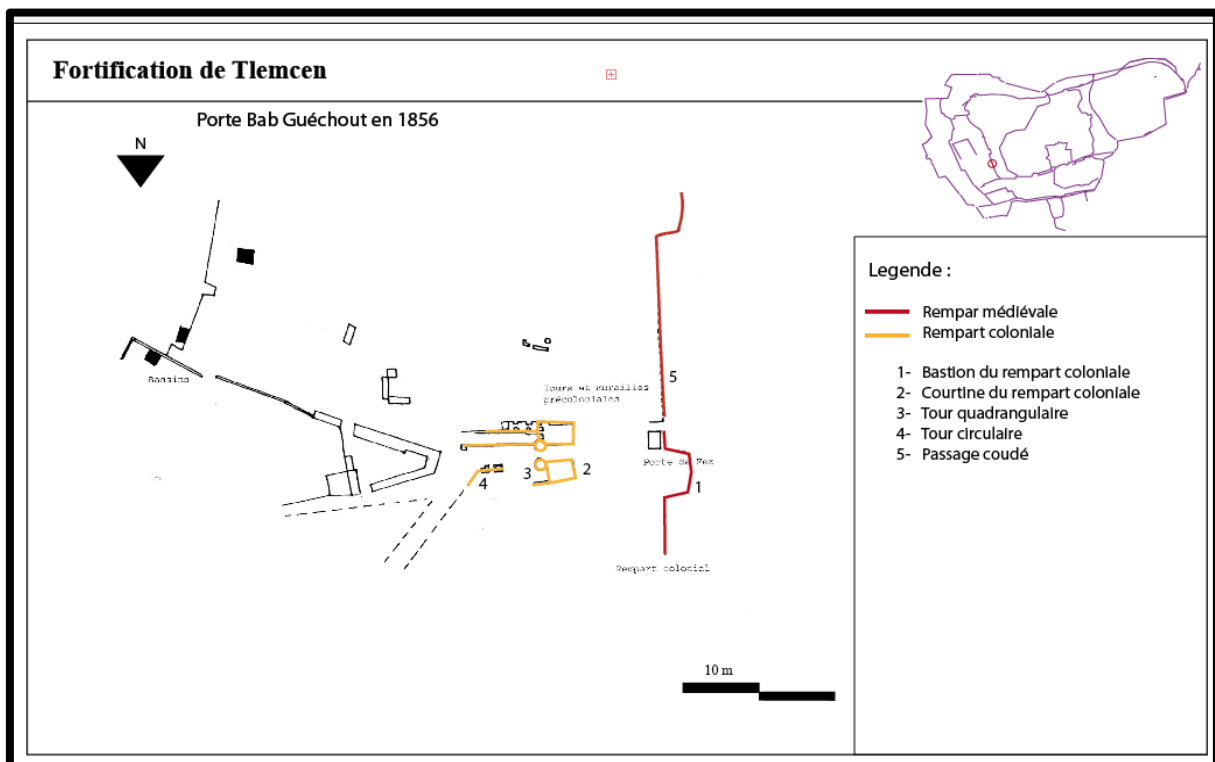 Fortification de Tlemcen
Porte Bab Guéchout en 1856
N
Bassins
Tours et murailles
précoloniales
5
Porte de Fez
1
2
3
4
Rempart colonial
10 m
Legende :
Rempar médiévale
Rempart coloniale
1- Bastion du rempart coloniale
2- Courtine du rempart coloniale
3- Tour quadrangulaire
4- Tour circulaire
5- Passage coudé